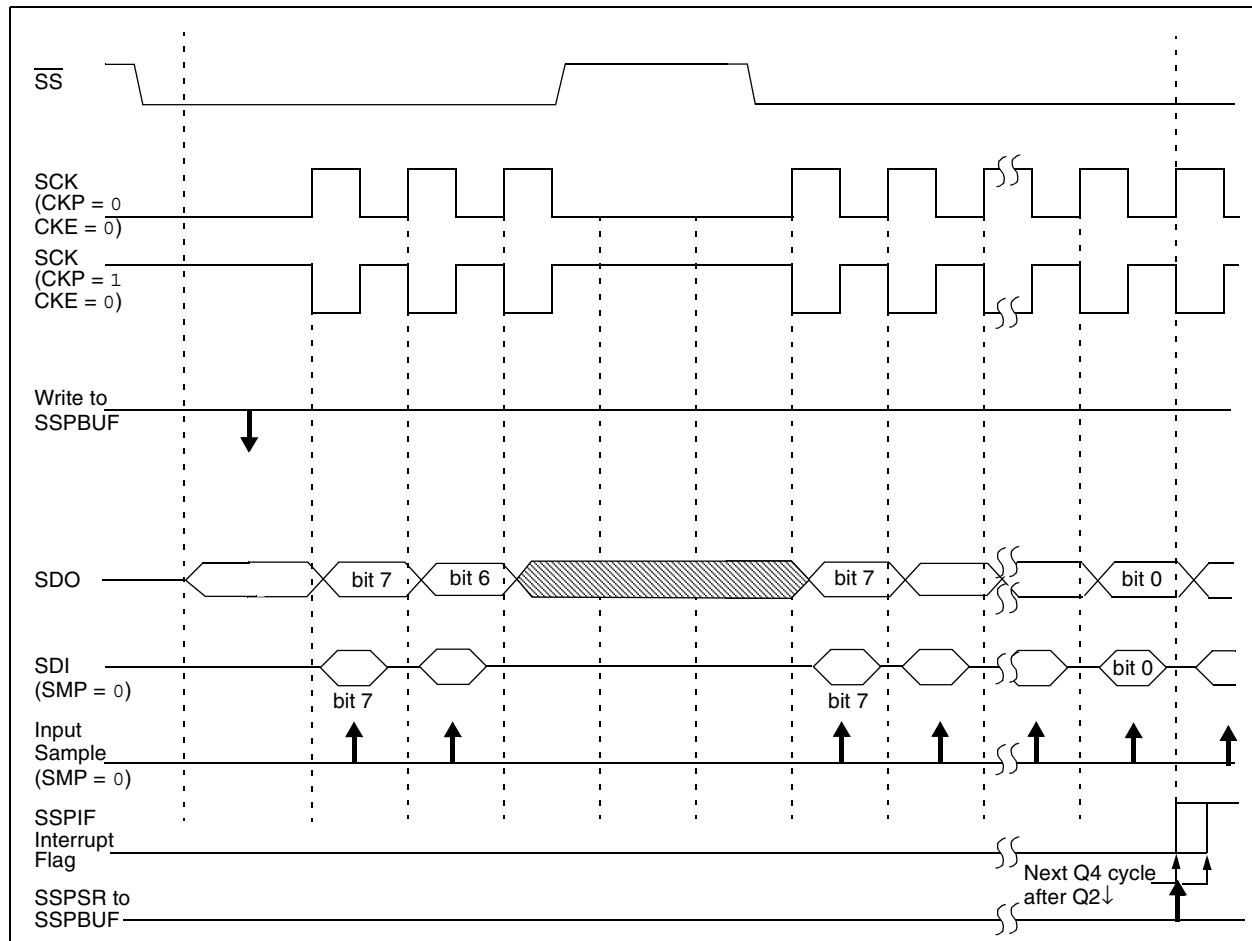 SS
SCK
(CKP = 0
CKE = 0)
SCK
(CKP = 1
CKE = 0)
Write to
SSPBUF
SDO
bit 7
bit 6
bit 7
bit 0
SDI
(SMP = 0)
bit 7
bit 7
bit 0
Input
Sample
(SMP = 0)
SSPIF
Interrupt
Flag
Next Q4 cycle
after Q2↓
SSPSR to
SSPBUF